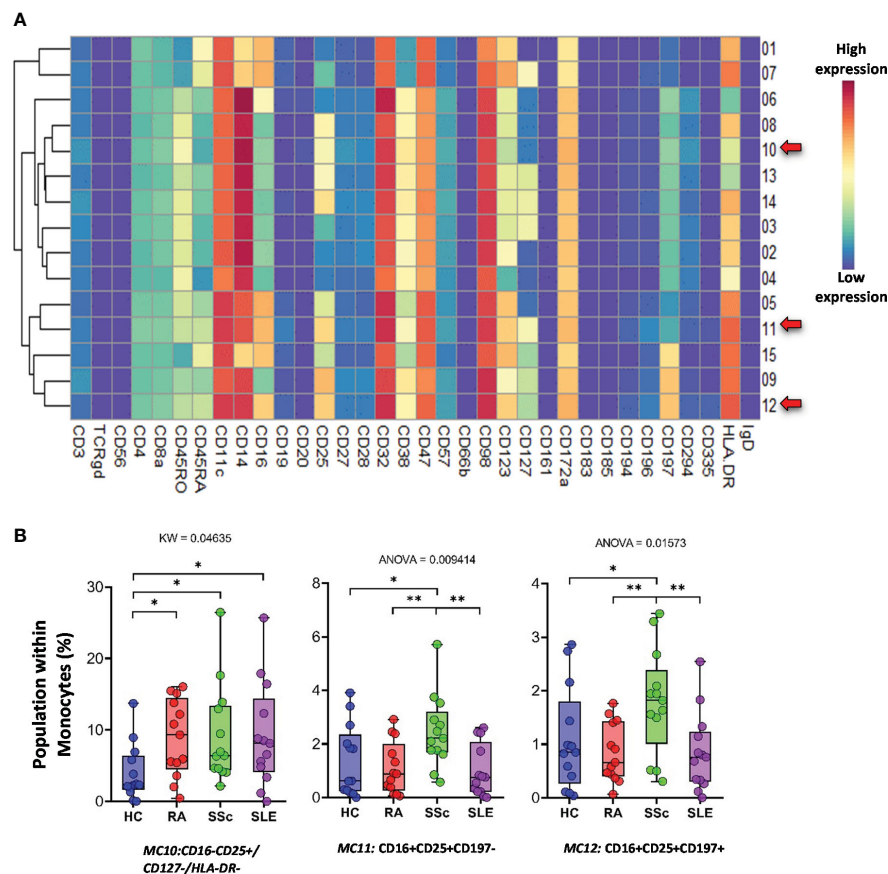 A
01
07
06
08
10
13
14
03
02
04
05
11
15
09
12
High
expression
Low
expression
CD3
TCRgd
CD56
CD4
CD8a
CD45RO
CD45RA
CD11c
CD14
CD16
CD19
CD20
CD25
CD27
CD28
CD32
CD38
CD47
CD57
CD66b
CD98
CD123
CD127
CD161
CD172a
CD183
CD185
CD194
CD196
CD197
CD294
CD335
HLA.DR
IgD
B
Population within
Monocytes (%)
KW = 0.04635
*
*
*
30
20
10
0
HC RA SSc SLE
MC10:CD16-CD25+/
CD127-/HLA-DR-
ANOVA = 0.009414
*
** **
8
6
4
2
0
HC RA SSc SLE
MC11: CD16+CD25+CD197-
ANOVA = 0.01573
*
** **
4
3
2
1
0
HC RA SSc SLE
MC12: CD16+CD25+CD197+